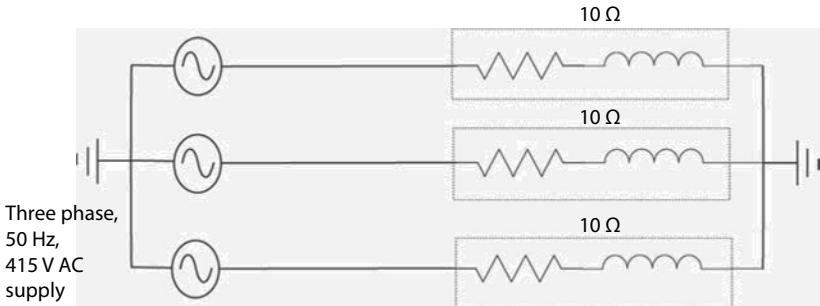 10 Ω
10 Ω
Three phase,
50 Hz,
415 V AC
supply
10 Ω